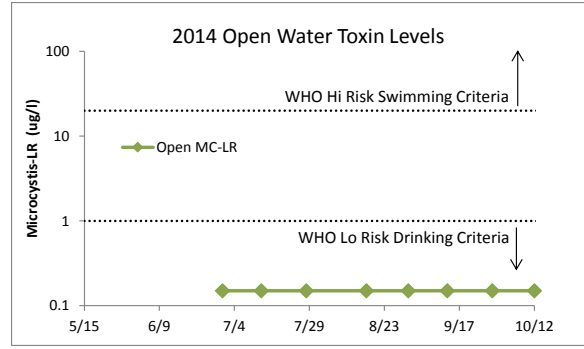 2014 Open Water Toxin Levels
100
WHO Hi Risk Swimming Criteria
10
Open MC-LR
Microcystis-LR (ug/l)
1
WHO Lo Risk Drinking Criteria
0.1
5/15 6/9 7/4 7/29 8/23 9/17 10/12